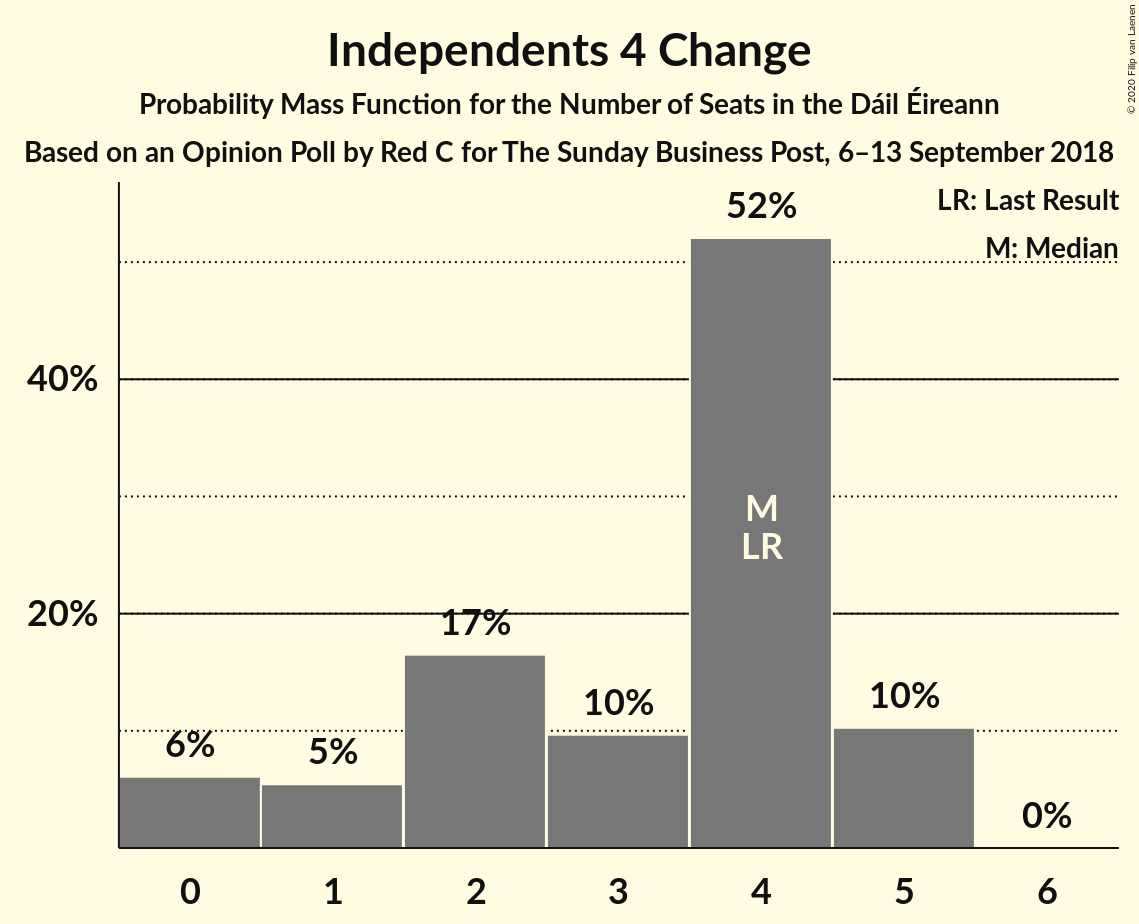 Independents 4 Change
Probability Mass Function for the Number of Seats in the Dáil Éireann
Based on an Opinion Poll by Red C for The Sunday Business Post, 6–13 September 2018
© 2020 Filip van Laenen
LR: Last Result
M: Median
52%
40%
M
LR
20%
17%
10%
10%
6%
5%
0%
0 1 2 3 4 5 6